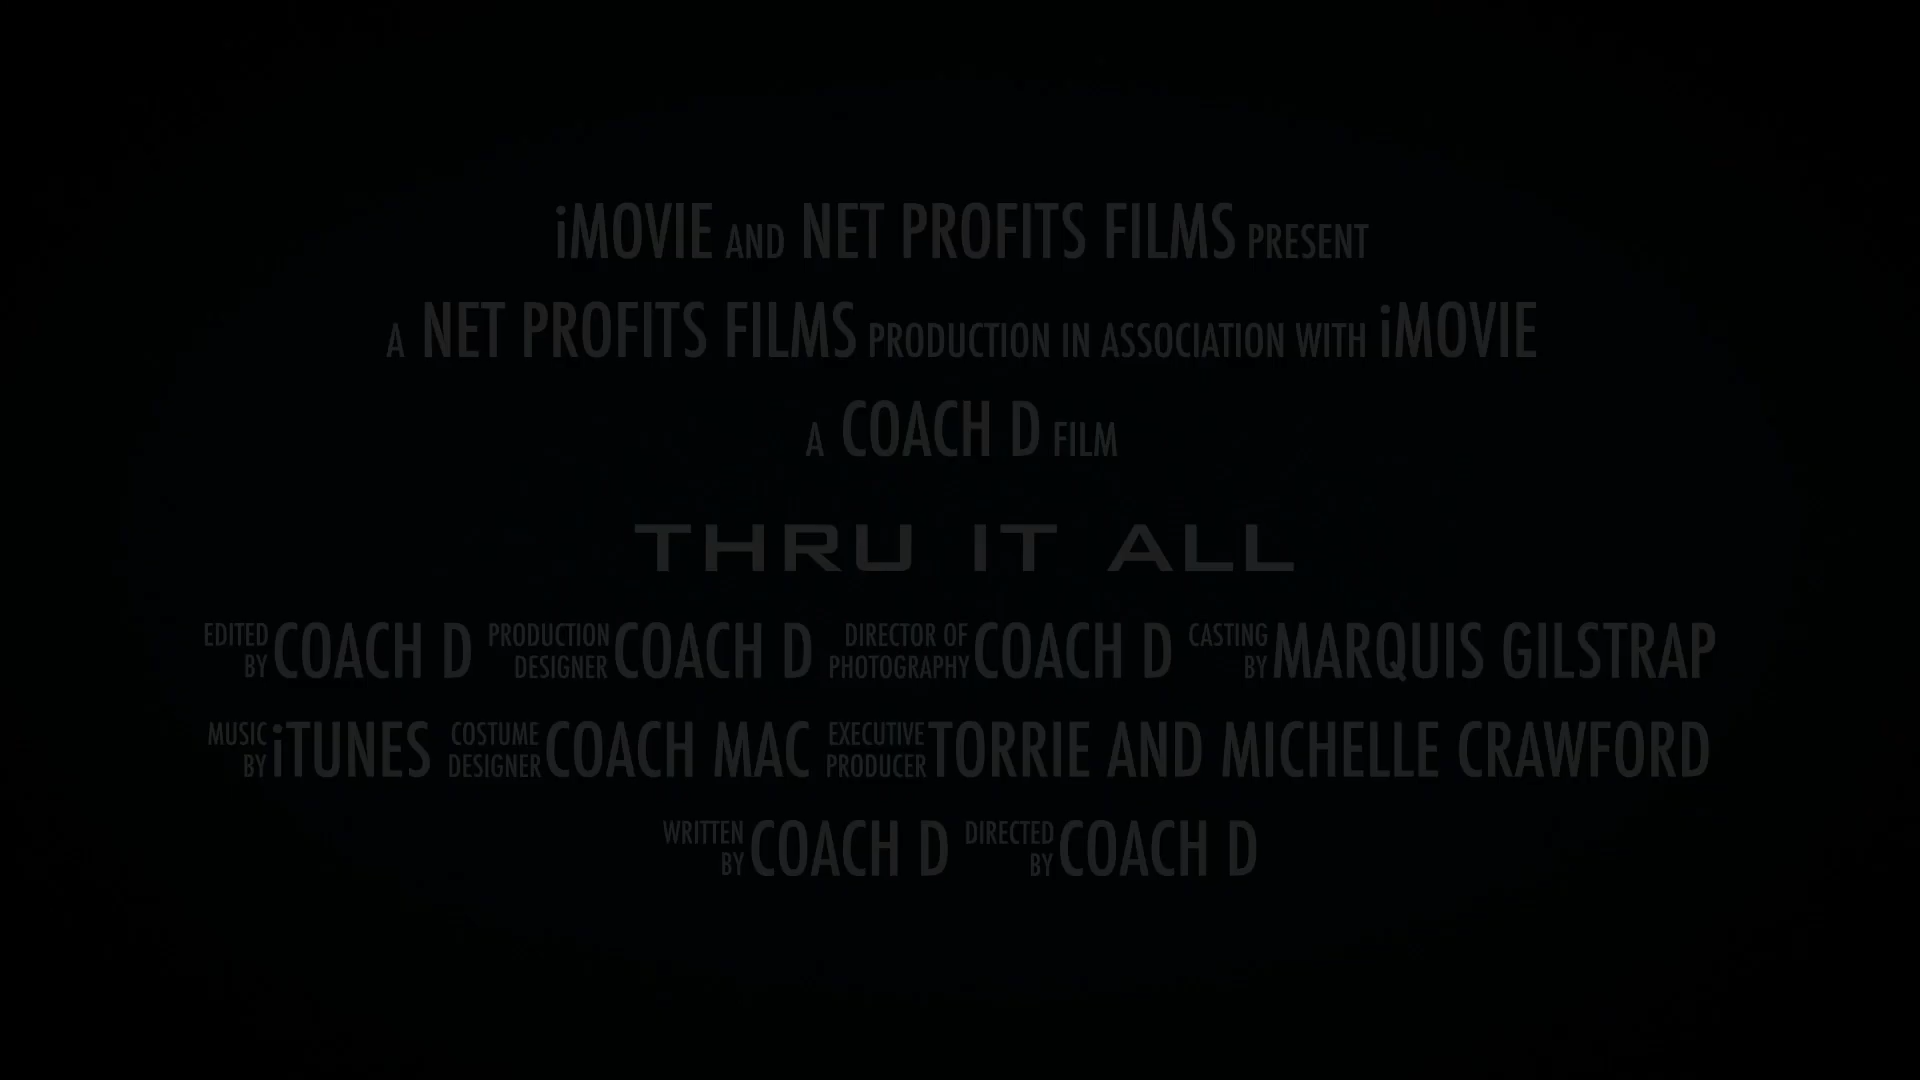 iMOVIE AND NET PROFITS FILMS PRESENT
A NET PROFITS FILMS PRODUCTION IN ASSOCIATION WITH iMOVIE
A COACH D FILM
THRU IT ALL
EDITED BY COACH D PRODUCTION DESIGNER COACH D DIRECTOR OF PHOTOGRAPHY COACH D CASTING BY MARQUIS GILSTRAP
MUSIC BY iTUNES COSTUME DESIGNER COACH MAC EXECUTIVE PRODUCER TORRIE AND MICHELLE CRAWFORD
WRITTEN BY COACH D DIRECTED BY COACH D